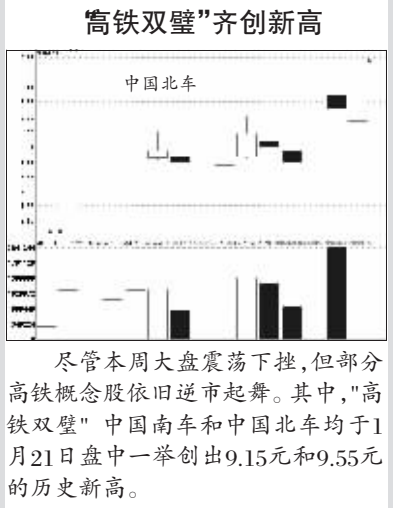 “高铁双璧”齐创新高
中国北车
尽管本周大盘震荡下挫,但部分
高铁概念股依旧逆市起舞。其中,"高
铁双璧" 中国南车和中国北车均于1
月21日盘中一举创出9.15元和9.55元
的历史新高。